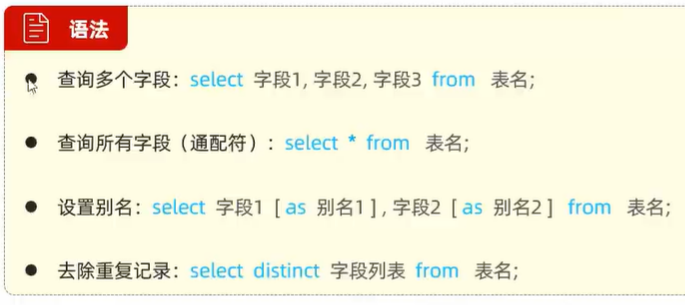 语法
查询多个字段：select 字段1, 字段2, 字段3 from 表名;
查询所有字段（通配符）：select * from 表名;
设置别名：select 字段1 [ as 别名1 ] , 字段2 [ as 别名2 ] from 表名;
去除重复记录：select distinct 字段列表 from 表名;